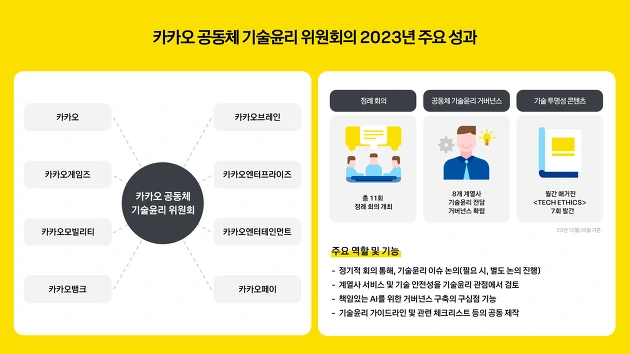 카카오 공동체 기술윤리 위원회의 2023년 주요 성과
카카오
카카오게임즈
카카오모빌리티
카카오뱅크
카카오 공동체
기술윤리 위원회
카카오브레인
카카오엔터프라이즈
카카오엔터테인먼트
카카오페이
정례 회의
총 11회
정례 회의 개최
공동체 기술윤리 거버넌스
8개 계열사
기술윤리 전담
거버넌스 확립
기술 투명성 콘텐츠
월간 매거진
<TECH ETHICS>
7회 발간
23년 12월 26일 기준
주요 역할 및 기능
- 정기적 회의 통해, 기술윤리 이슈 논의(필요 시, 별도 논의 진행)
- 계열사 서비스 및 기술 안전성을 기술윤리 관점에서 검토
- 책임있는 AI를 위한 거버넌스 구축의 구심점 기능
- 기술윤리 가이드라인 및 관련 체크리스트 등의 공동 제작